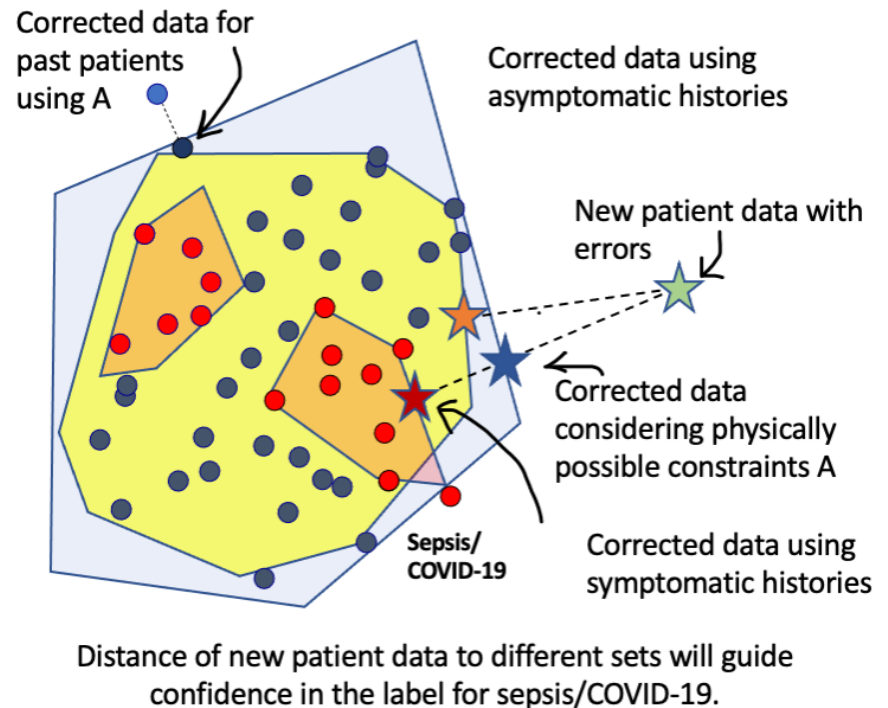 Corrected data for
past patients
using A
Corrected data using
asymptomatic histories
New patient data with
errors
Corrected data
considering physically
possible constraints A
Sepsis/
COVID-19
Corrected data using
symptomatic histories
Distance of new patient data to different sets will guide
confidence in the label for sepsis/COVID-19.